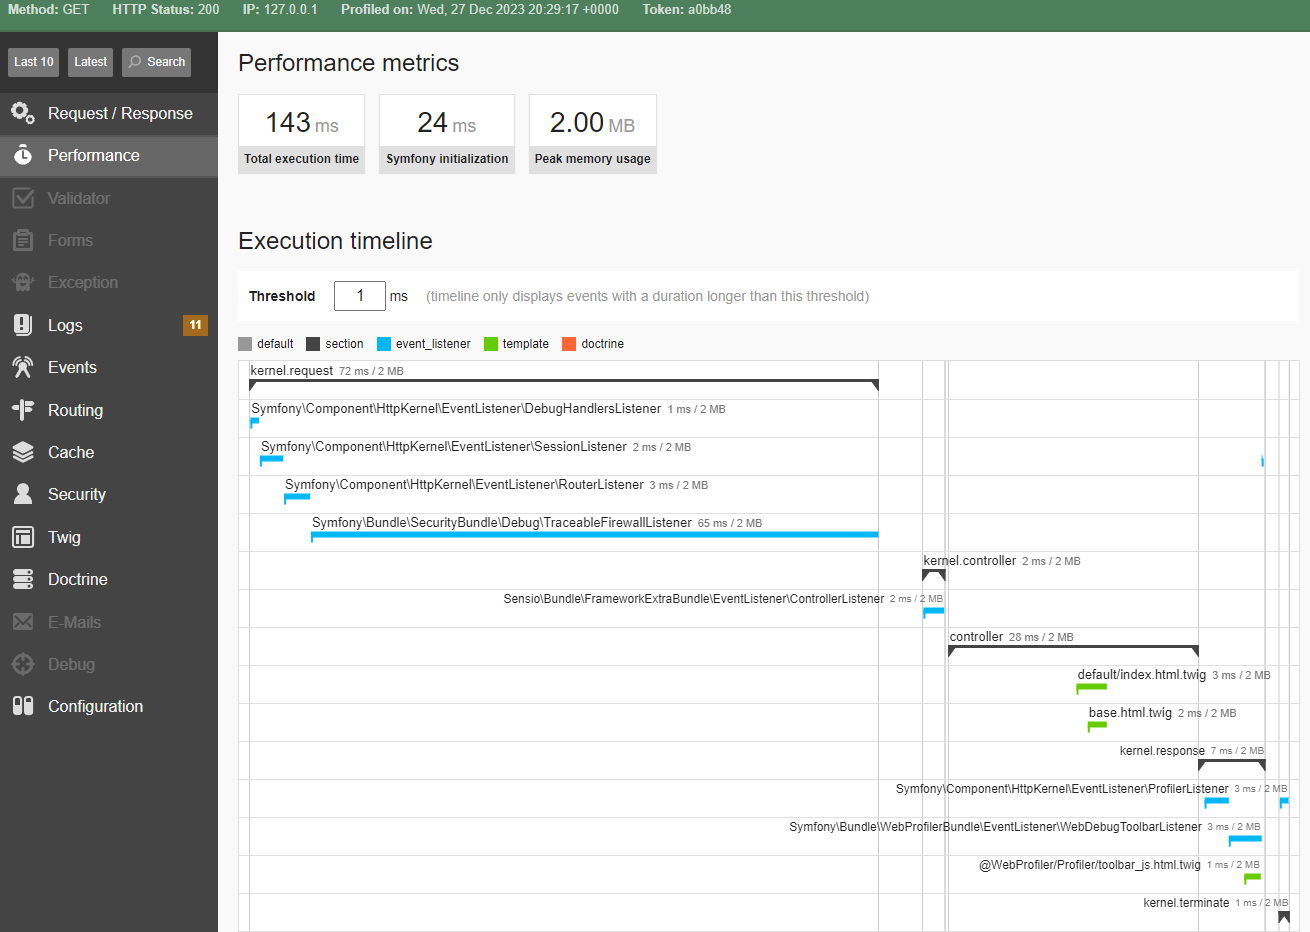 Method: GET HTTP Status: 200 IP: 127.0.0.1 Profiled on: Wed, 27 Dec 2023 20:29:17 +0000 Token: a0bb48
Last 10 Latest Search
Request / Response
Performance
Validator
Forms
Exception
Logs 11
Events
Routing
Cache
Security
Twig
Doctrine
E-Mails
Debug
Configuration
Performance metrics
143 ms
Total execution time
24 ms
Symfony initialization
2.00 MB
Peak memory usage
Execution timeline
Threshold 1 ms (timeline only displays events with a duration longer than this threshold)
default section event_listener template doctrine
kernel.request 72 ms / 2 MB
Symfony\Component\HttpKernel\EventListener\DebugHandlersListener 1 ms / 2 MB
Symfony\Component\HttpKernel\EventListener\SessionListener 2 ms / 2 MB
Symfony\Component\HttpKernel\EventListener\RouterListener 3 ms / 2 MB
Symfony\Bundle\SecurityBundle\Debug\TraceableFirewallListener 65 ms / 2 MB
kernel.controller 2 ms / 2 MB
Sensio\Bundle\FrameworkExtraBundle\EventListener\ControllerListener 2 ms / 2 MB
controller 28 ms / 2 MB
default/index.html.twig 3 ms / 2 MB
base.html.twig 2 ms / 2 MB
kernel.response 7 ms / 2 MB
Symfony\Component\HttpKernel\EventListener\ProfilerListener 3 ms / 2 MB
Symfony\Bundle\WebProfilerBundle\EventListener\WebDebugToolbarListener 3 ms / 2 MB
@WebProfiler/Profiler/toolbar_js.html.twig 1 ms / 2 MB
kernel.terminate 1 ms / 2 MB